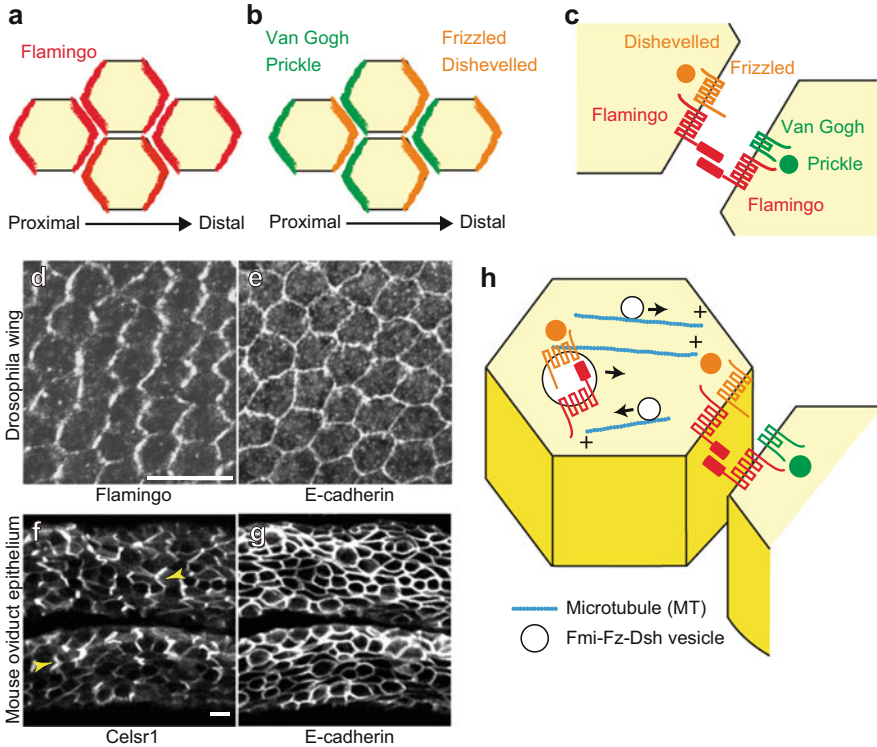 a
Flamingo
Proximal
Distal
b
Van Gogh
Prickle
Frizzled
Dishevelled
Proximal
Distal
c
Dishevelled
Frizzled
Flamingo
Van Gogh
Prickle
Flamingo
Drosophila wing
d
Flamingo
e
E-cadherin
Mouse oviduct epithelium
f
Celsr1
g
E-cadherin
h
+
+
+
Microtubule (MT)
Fmi-Fz-Dsh vesicle